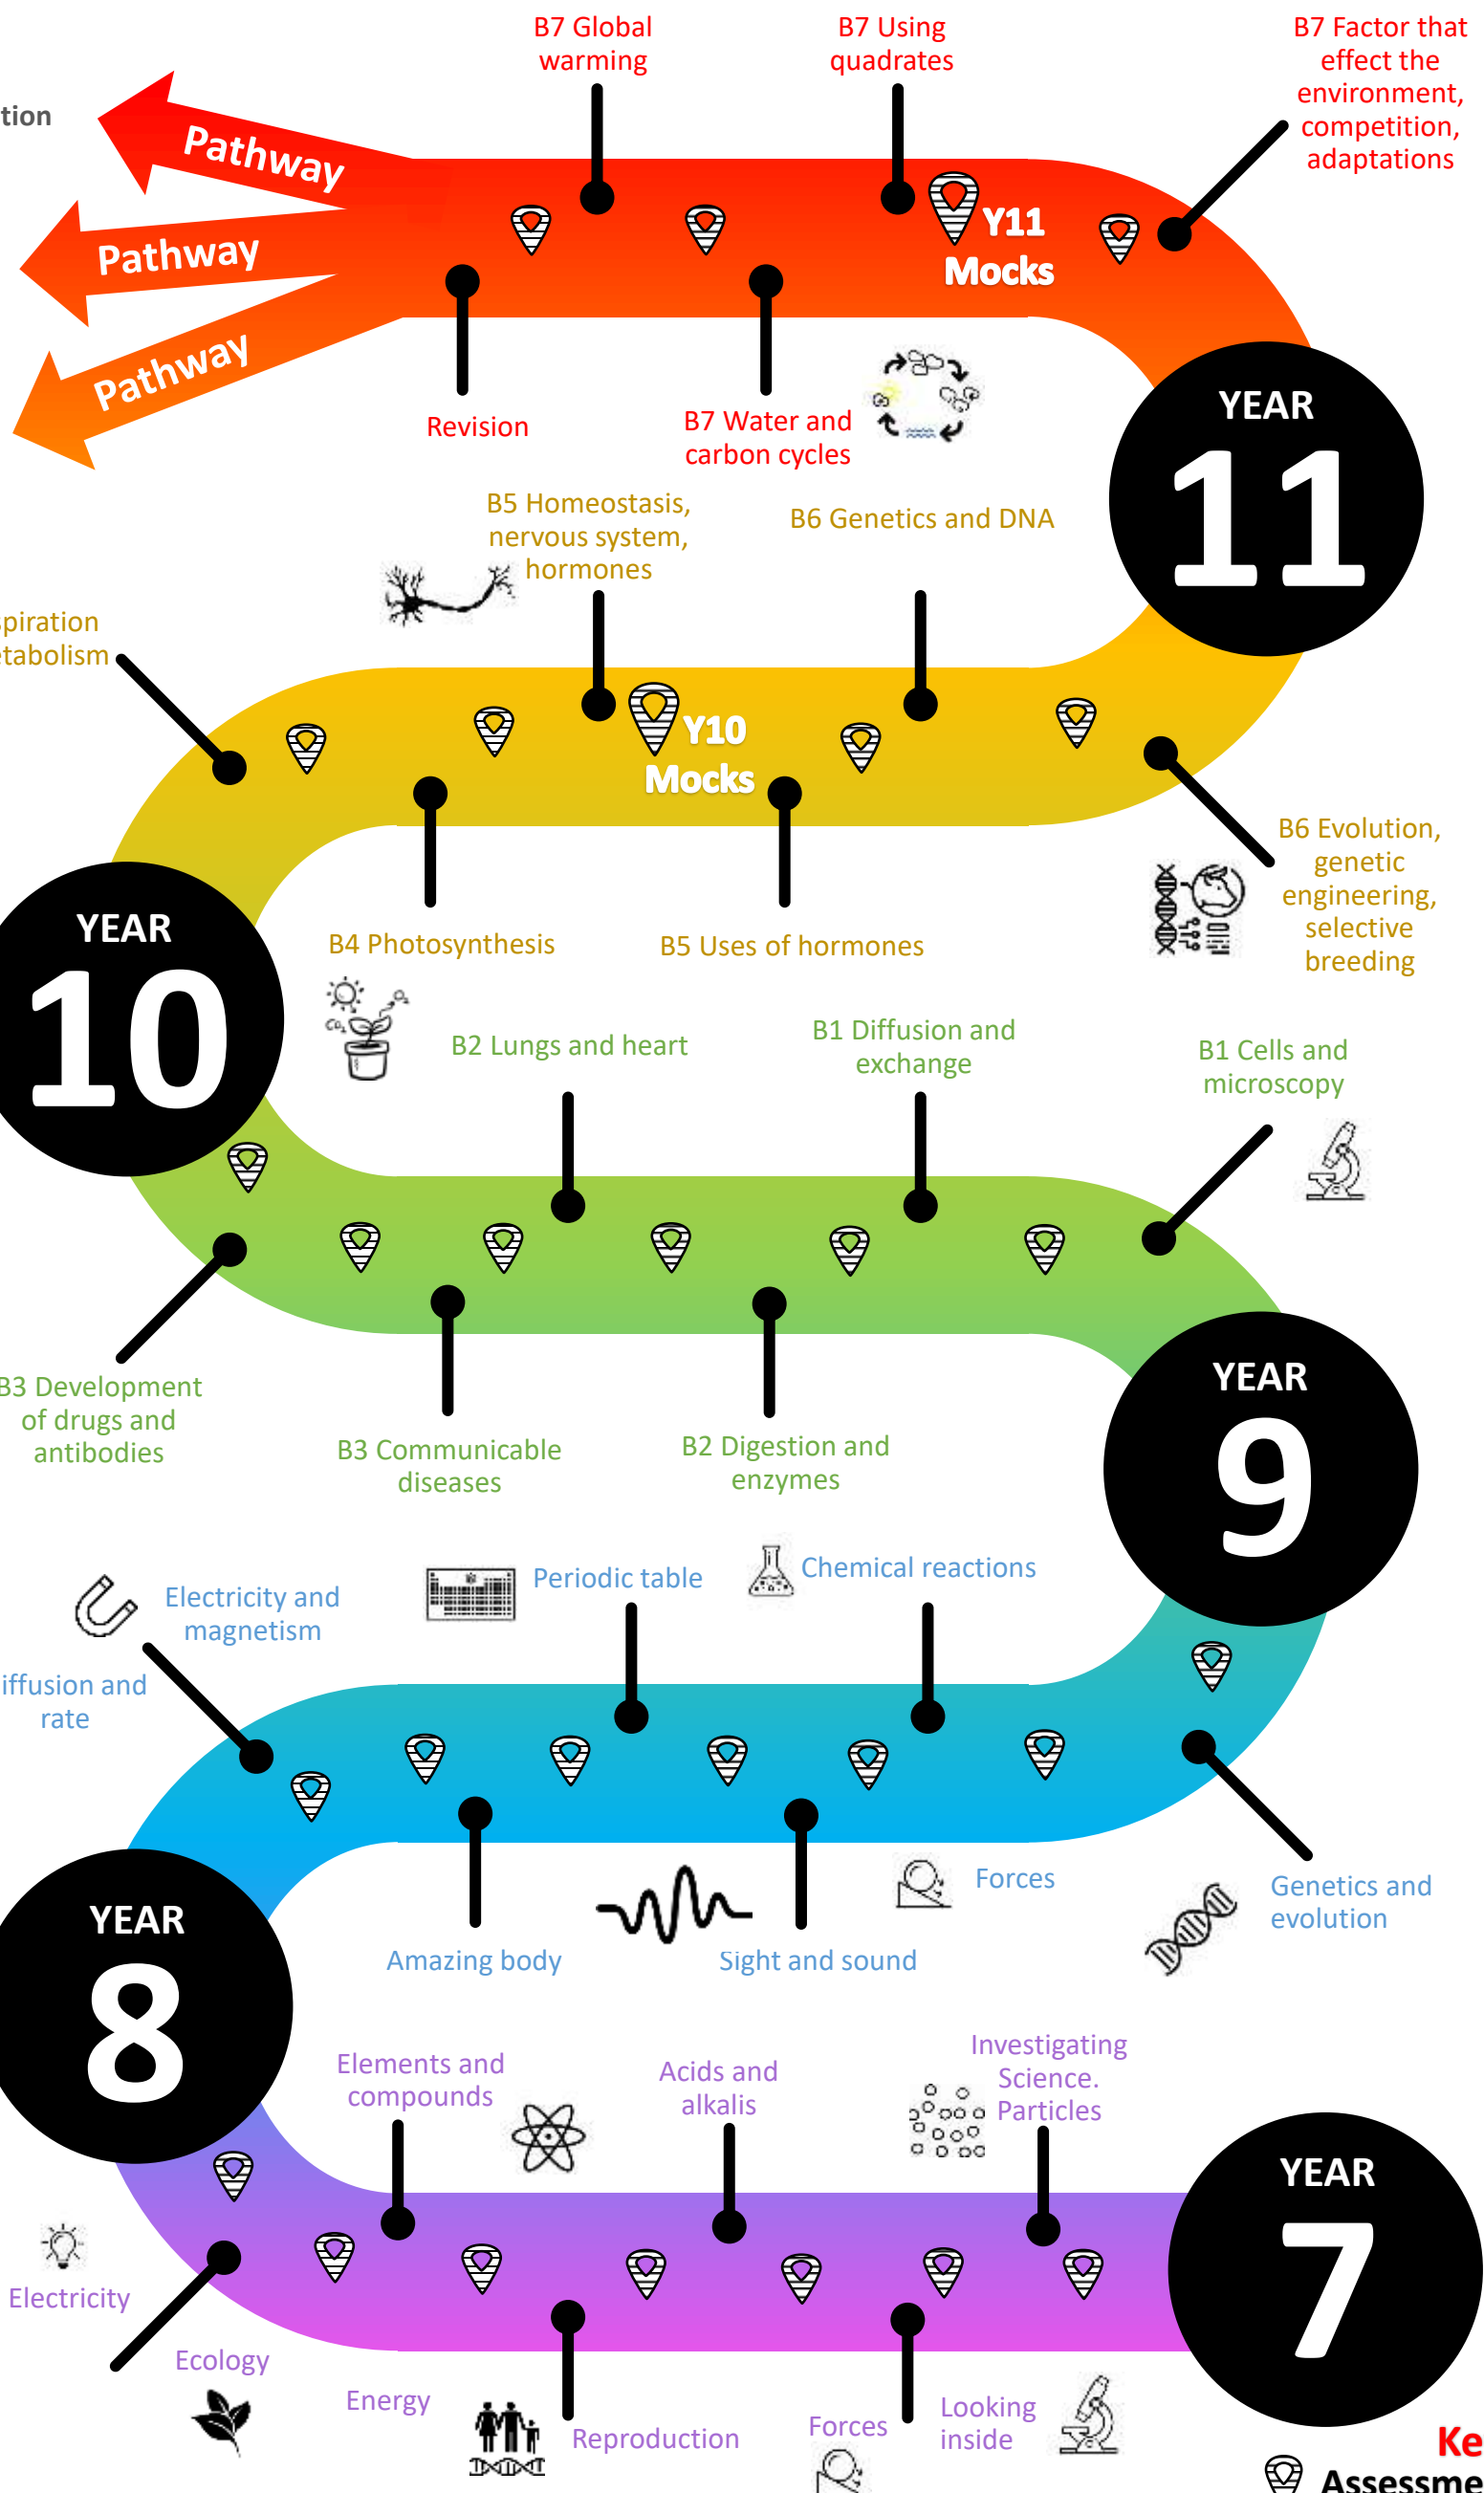 B7 Global
warming
B7 Using
quadrates
B7 Factor that
effect the
environment,
competition,
adaptations
tion
Pathway
Pathway
Pathway
Y11
Mocks
Revision
B7 Water and
carbon cycles
YEAR
11
B5 Homeostasis,
nervous system,
hormones
B6 Genetics and DNA
spiration
etabolism
Y10
Mocks
B6 Evolution,
genetic
engineering,
selective
breeding
YEAR
10
B4 Photosynthesis
B5 Uses of hormones
B2 Lungs and heart
B1 Diffusion and
exchange
B1 Cells and
microscopy
B3 Development
of drugs and
antibodies
B3 Communicable
diseases
B2 Digestion and
enzymes
YEAR
9
Electricity and
magnetism
Periodic table
Chemical reactions
iffusion and
rate
Amazing body
Sight and sound
Forces
Genetics and
evolution
YEAR
8
Elements and
compounds
Acids and
alkalis
Investigating
Science.
Particles
YEAR
7
Electricity
Ecology
Energy
Reproduction
Forces
Looking
inside
Ke
Assessme